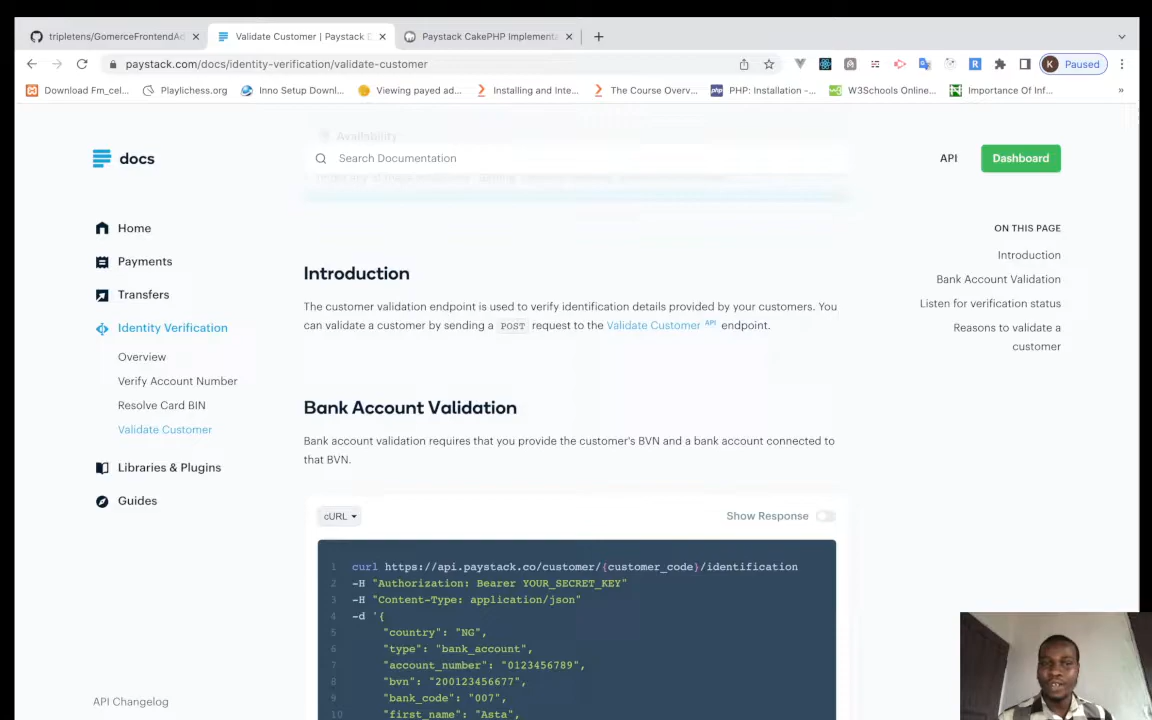 tripletens/GomerceFrontendAd
Validate Customer | Paystack D
Paystack CakePHP Implementa
paystack.com/docs/identity-verification/validate-customer
K Paused
Download Fm_cel...
Playlichess.org
Inno Setup Downl...
Viewing payed ad...
Installing and Inte...
The Course Overv...
php PHP: Installation –...
W3Schools Online...
Importance Of Inf...
»
Availability
docs
Search Documentation
API
Dashboard
Home
Payments
Transfers
Identity Verification
Overview
Verify Account Number
Resolve Card BIN
Validate Customer
Libraries & Plugins
Guides
API Changelog
Introduction
The customer validation endpoint is used to verify identification details provided by your customers. You
can validate a customer by sending a POST request to the Validate Customer API endpoint.
Bank Account Validation
Bank account validation requires that you provide the customer's BVN and a bank account connected to
that BVN.
cURL
Show Response
1 curl https://api.paystack.co/customer/{customer_code}/identification
2 -H "Authorization: Bearer YOUR_SECRET_KEY"
3 -H "Content-Type: application/json"
4 -d '{
5 "country": "NG",
6 "type": "bank_account",
7 "account_number": "0123456789",
8 "bvn": "200123456677",
9 "bank_code": "007",
10 "first_name": "Asta",
ON THIS PAGE
Introduction
Bank Account Validation
Listen for verification status
Reasons to validate a
customer